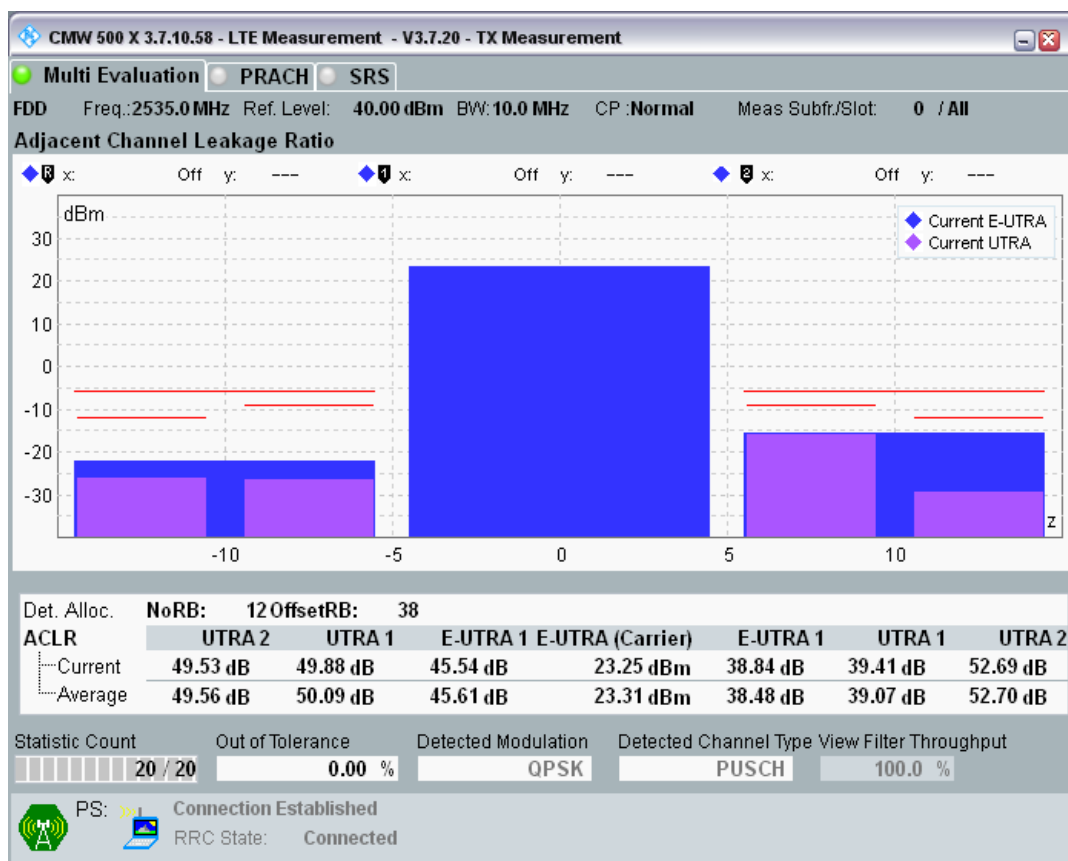 CMW 500 X 3.7.10.58 - LTE Measurement - V3.7.20 - TX Measurement
Multi Evaluation PRACH SRS
FDD Freq.:2535.0 MHz Ref. Level: 40.00 dBm BW:10.0 MHz CP :Normal Meas Subfr./Slot: 0 / All
Adjacent Channel Leakage Ratio
R x: Off y: --- 1 x: Off y: --- 2 x: Off y: ---
dBm
Current E-UTRA
Current UTRA
30
20
10
0
-10
-20
-30
z
-10 -5 0 5 10
Det. Alloc. NoRB: 12 OffsetRB: 38
ACLR UTRA 2 UTRA 1 E-UTRA 1 E-UTRA (Carrier) E-UTRA 1 UTRA 1 UTRA 2
Current 49.53 dB 49.88 dB 45.54 dB 23.25 dBm 38.84 dB 39.41 dB 52.69 dB
Average 49.56 dB 50.09 dB 45.61 dB 23.31 dBm 38.48 dB 39.07 dB 52.70 dB
Statistic Count Out of Tolerance Detected Modulation Detected Channel Type View Filter Throughput
20 / 20 0.00 % QPSK PUSCH 100.0 %
PS: Connection Established
RRC State: Connected